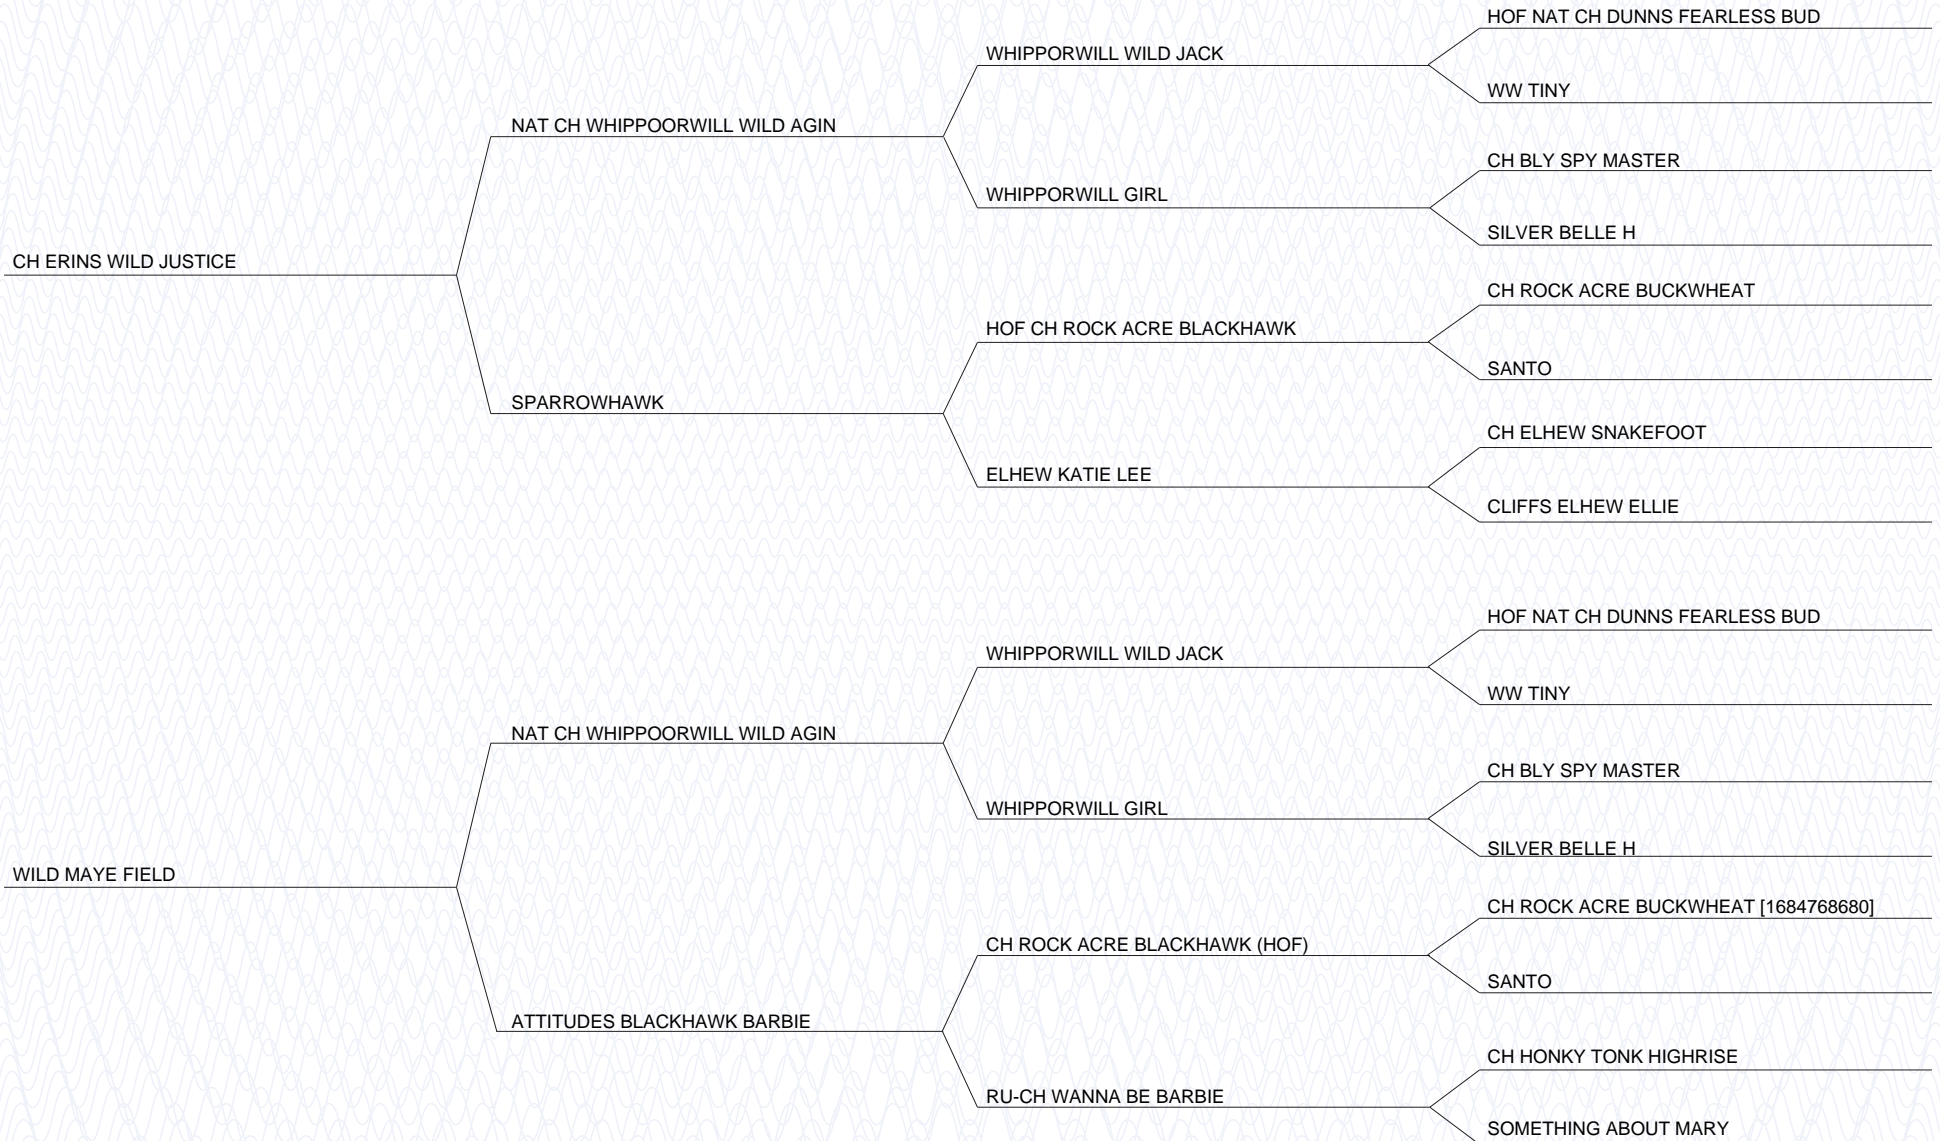 HOF NAT CH DUNNS FEARLESS BUD
WHIPPORWILL WILD JACK
WW TINY
NAT CH WHIPPOORWILL WILD AGIN
CH BLY SPY MASTER
WHIPPORWILL GIRL
SILVER BELLE H
CH ERINS WILD JUSTICE
CH ROCK ACRE BUCKWHEAT
HOF CH ROCK ACRE BLACKHAWK
SANTO
SPARROWHAWK
CH ELHEW SNAKEFOOT
ELHEW KATIE LEE
CLIFFS ELHEW ELLIE
HOF NAT CH DUNNS FEARLESS BUD
WHIPPORWILL WILD JACK
WW TINY
NAT CH WHIPPOORWILL WILD AGIN
CH BLY SPY MASTER
WHIPPORWILL GIRL
SILVER BELLE H
WILD MAYE FIELD
CH ROCK ACRE BUCKWHEAT [1684768680]
CH ROCK ACRE BLACKHAWK (HOF)
SANTO
ATTITUDES BLACKHAWK BARBIE
CH HONKY TONK HIGHRISE
RU-CH WANNA BE BARBIE
SOMETHING ABOUT MARY